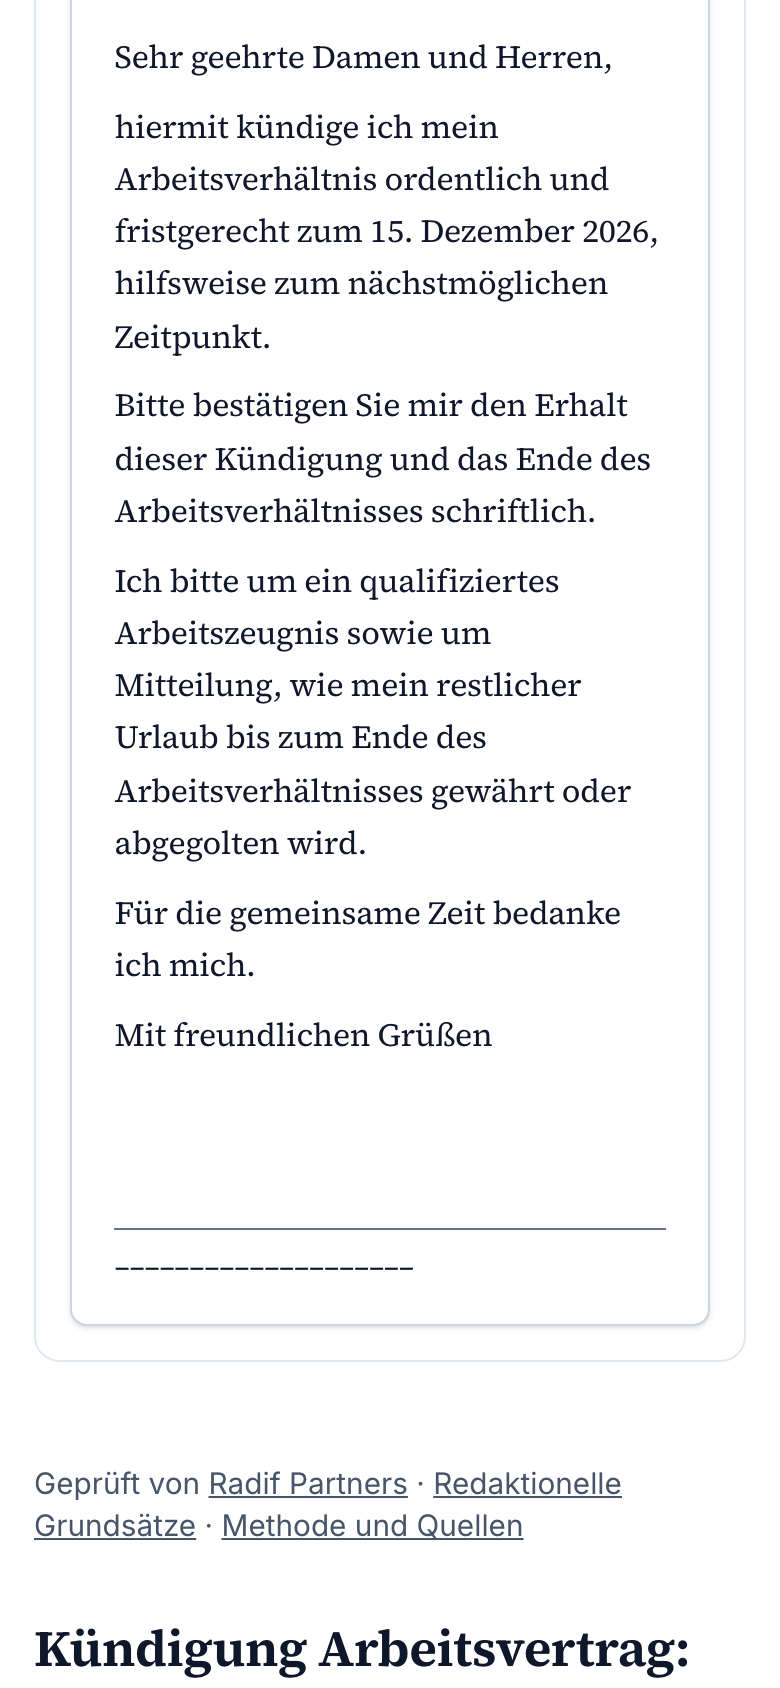 Sehr geehrte Damen und Herren,
hiermit kündige ich mein
Arbeitsverhältnis ordentlich und
fristgerecht zum 15. Dezember 2026,
hilfsweise zum nächstmöglichen
Zeitpunkt.
Bitte bestätigen Sie mir den Erhalt
dieser Kündigung und das Ende des
Arbeitsverhältnisses schriftlich.
Ich bitte um ein qualifiziertes
Arbeitszeugnis sowie um
Mitteilung, wie mein restlicher
Urlaub bis zum Ende des
Arbeitsverhältnisses gewährt oder
abgegolten wird.
Für die gemeinsame Zeit bedanke
ich mich.
Mit freundlichen Grüßen
____________________
Geprüft von Radif Partners · Redaktionelle
Grundsätze · Methode und Quellen
Kündigung Arbeitsvertrag: